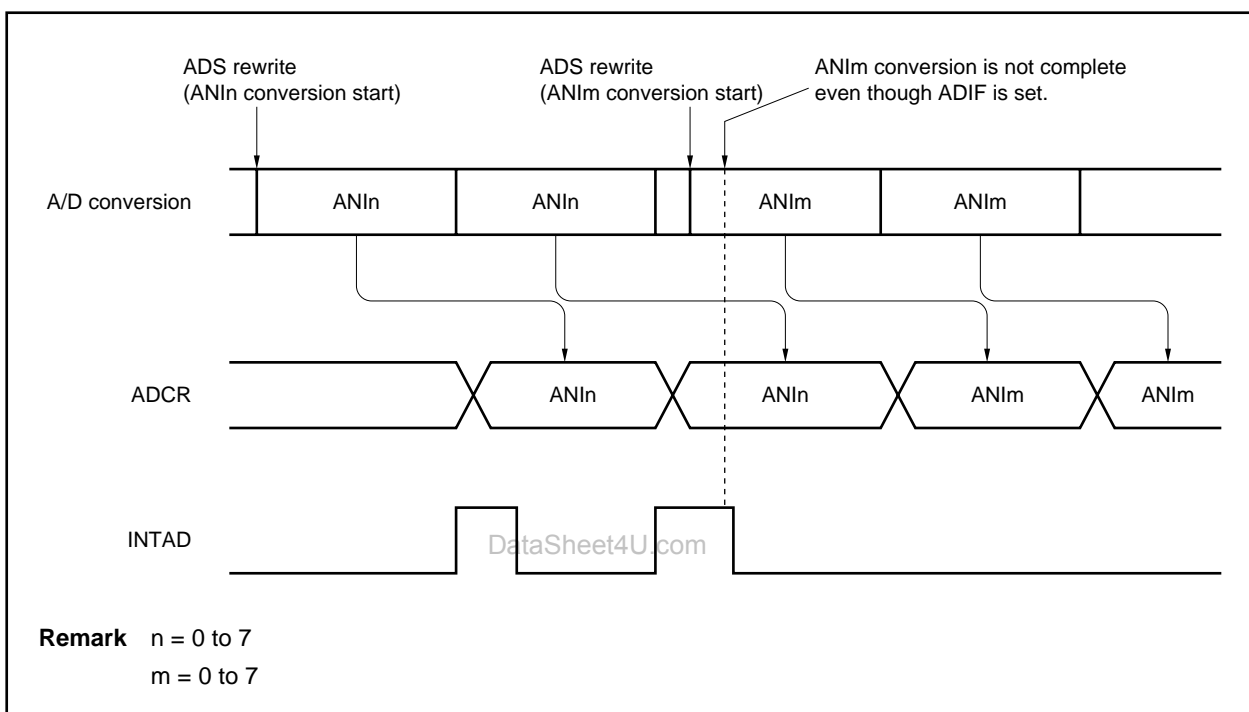 ADS rewrite
(ANIn conversion start)
ADS rewrite
(ANIm conversion start)
ANIm conversion is not complete
even though ADIF is set.
A/D conversion
ANIn
ANIn
ANIm
ANIm
ADCR
ANIn
ANIn
ANIm
ANIm
INTAD
DataSheet4U.com
Remark n = 0 to 7
m = 0 to 7